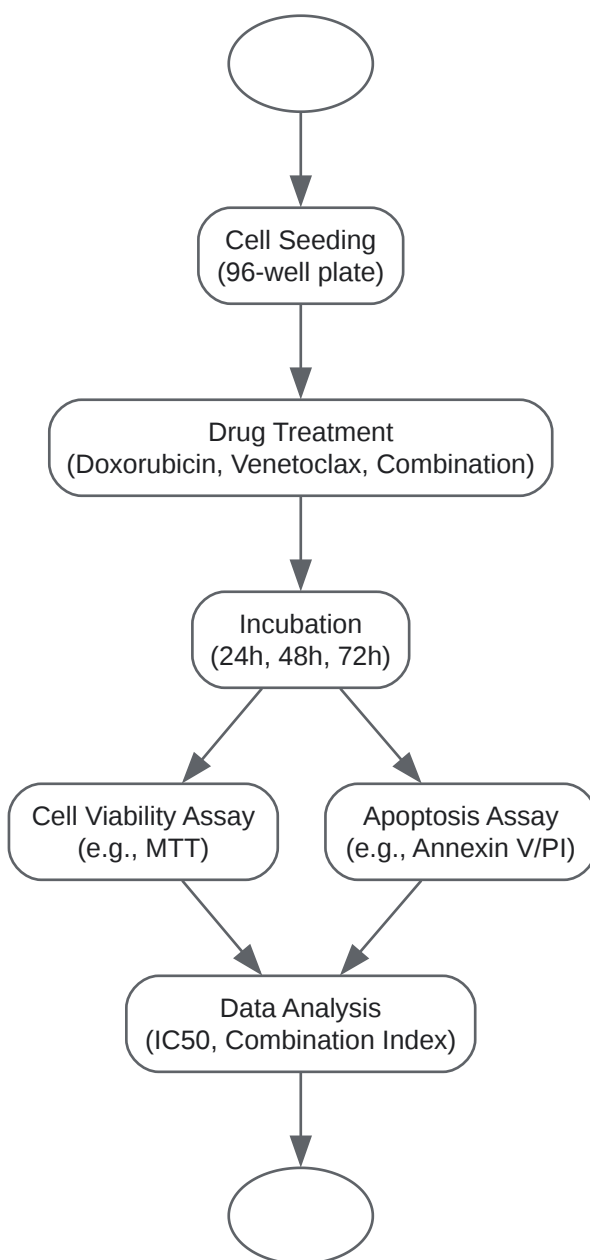 Cell Seeding
(96-well plate)
Drug Treatment
(Doxorubicin, Venetoclax, Combination)
Incubation
(24h, 48h, 72h)
Cell Viability Assay
(e.g., MTT)
Apoptosis Assay
(e.g., Annexin V/PI)
Data Analysis
(IC50, Combination Index)